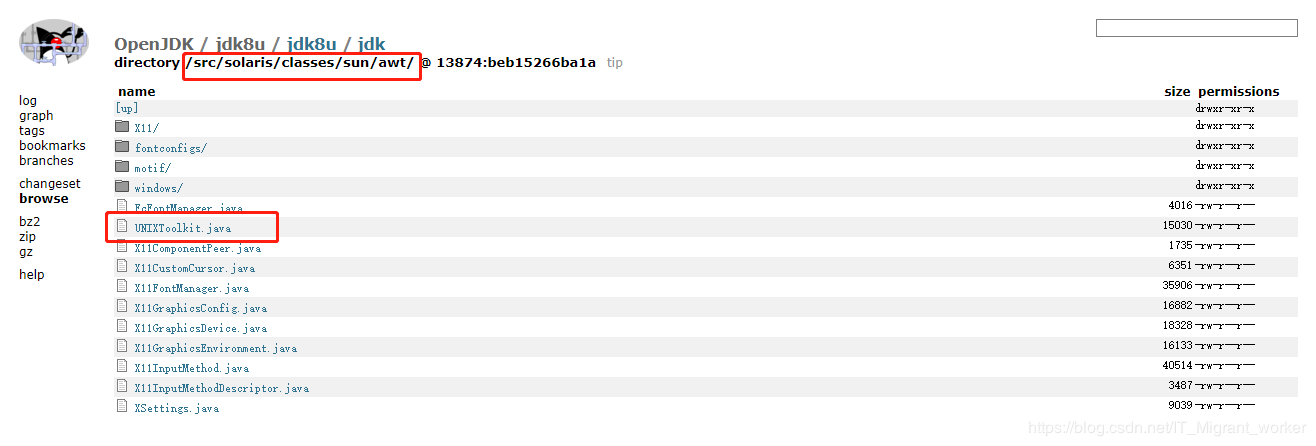 OpenJDK / jdk8u / jdk8u / jdk
directory /src/solaris/classes/sun/awt/ @ 13874:beb15266ba1a tip
log
graph
tags
bookmarks
branches
changeset
browse
bz2
zip
gz
help
name size permissions
[up] drwxr-xr-x
X11/ drwxr-xr-x
fontconfigs/ drwxr-xr-x
motif/ drwxr-xr-x
windows/ drwxr-xr-x
FcFontManager.java 4016 -rw-r--r--
UNIXToolkit.java 15030 -rw-r--r--
X11ComponentPeer.java 1735 -rw-r--r--
X11CustomCursor.java 6351 -rw-r--r--
X11FontManager.java 35906 -rw-r--r--
X11GraphicsConfig.java 16882 -rw-r--r--
X11GraphicsDevice.java 18328 -rw-r--r--
X11GraphicsEnvironment.java 16133 -rw-r--r--
X11InputMethod.java 40514 -rw-r--r--
X11InputMethodDescriptor.java 3487 -rw-r--r--
XSettings.java 9039 -rw-r--r--
https://blog.csdn.net/IT_Migrant_worker